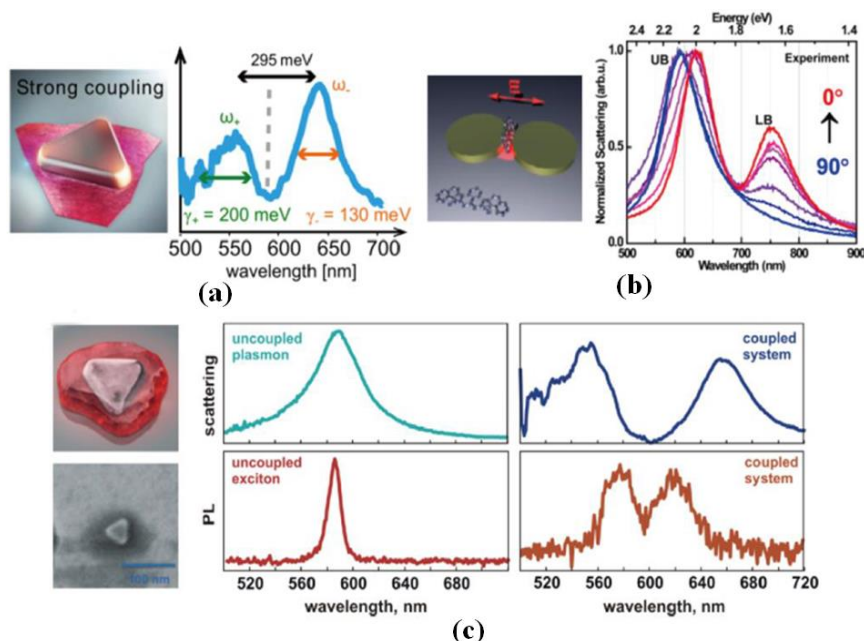 Strong coupling
295 meV
ω₊
ω₋
γ₊ = 200 meV
γ₋ = 130 meV
500 550 600 650 700
wavelength [nm]
(a)
E
Energy (eV)
2.4 2.2 2 1.8 1.6 1.4
Normalized Scattering (arb.u.)
1.0
0.5
0.0
UB
LB
Experiment
0°
90°
500 600 700 800 900
Wavelength (nm)
(b)
100 nm
scattering
uncoupled
plasmon
coupled
system
PL
uncoupled
exciton
coupled
system
520 560 600 640 680
520 560 600 640 680 720
wavelength, nm
wavelength, nm
(c)